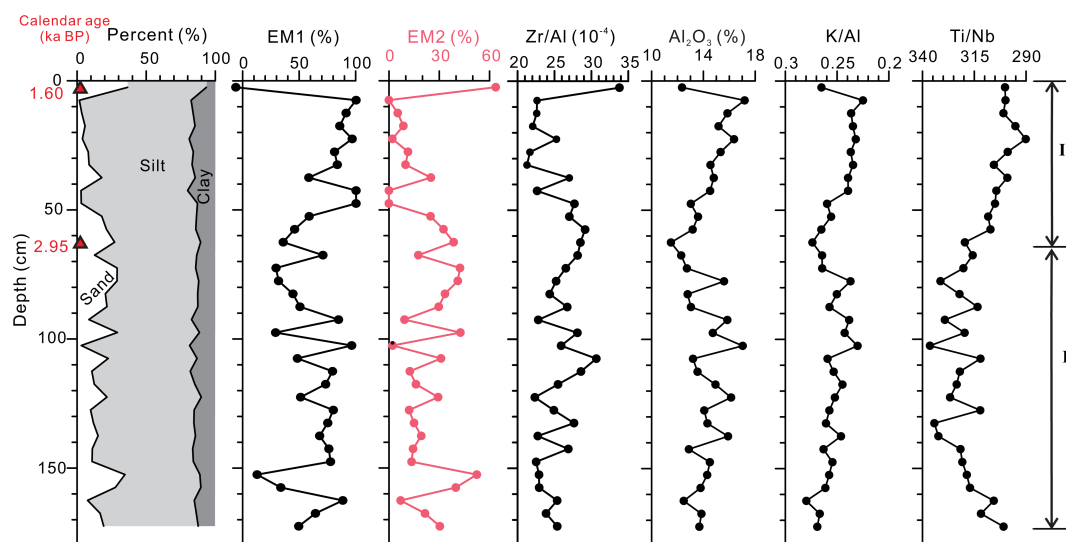 Calendar age
(ka BP)
Percent (%)
EM1 (%)
EM2 (%)
Zr/Al (10⁻⁴)
Al₂O₃ (%)
K/Al
Ti/Nb
0 50 100
0 50 100
0 30 60
20 25 30 35
10 14 18
0.3 0.25 0.2
340 315 290
0
1.60
Silt
Clay
50
2.95
Sand
Depth (cm)
100
150